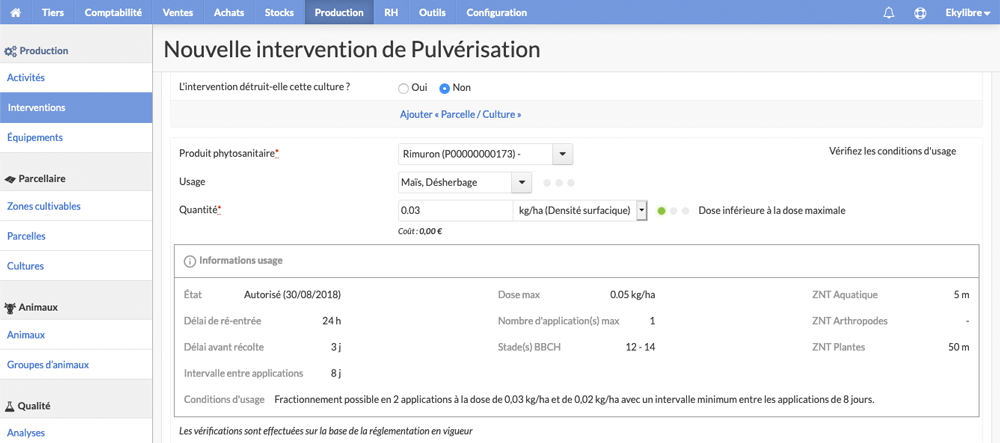 Tiers Comptabilité Ventes Achats Stocks Production RH Outils Configuration Ekylibre
Production
Nouvelle intervention de Pulvérisation
Activités
L'intervention détruit-elle cette culture ? Oui Non
Interventions
Ajouter « Parcelle / Culture »
Équipements
Produit phytosanitaire* Rimuron (P00000000173) - Vérifiez les conditions d'usage
Parcellaire
Usage Maïs, Désherbage
Zones cultivables
Quantité* 0.03 kg/ha (Densité surfacique) Dose inférieure à la dose maximale
Coût : 0,00 €
Parcelles
Informations usage
Cultures
État Autorisé (30/08/2018) Dose max 0.05 kg/ha ZNT Aquatique 5 m
Animaux
Délai de ré-entrée 24 h Nombre d'application(s) max 1 ZNT Arthropodes -
Animaux
Délai avant récolte 3 j Stade(s) BBCH 12 - 14 ZNT Plantes 50 m
Groupes d'animaux
Intervalle entre applications 8 j
Conditions d'usage Fractionnement possible en 2 applications à la dose de 0,03 kg/ha et de 0,02 kg/ha avec un intervalle minimum entre les applications de 8 jours.
Qualité
Analyses
Les vérifications sont effectuées sur la base de la réglementation en vigueur